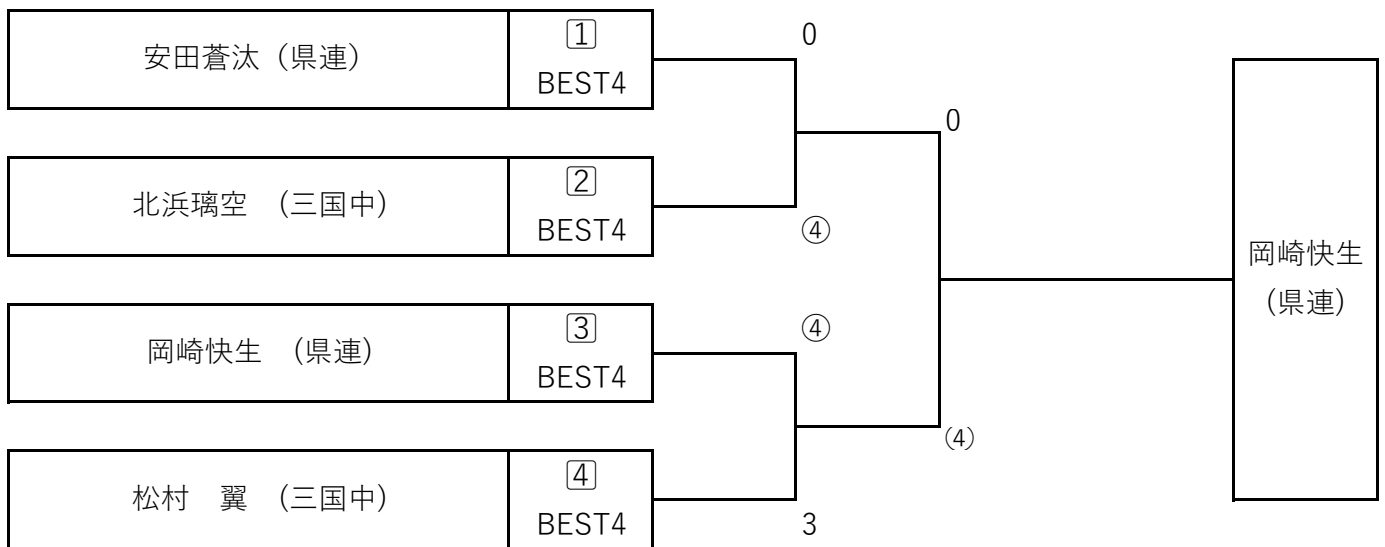 安田蒼汰（県連）
1
BEST4
0
0
北浜璃空　（三国中）
2
BEST4
④
岡崎快生　（県連）
3
BEST4
④
(4)
松村　翼　（三国中）
4
BEST4
3
岡崎快生
（県連）